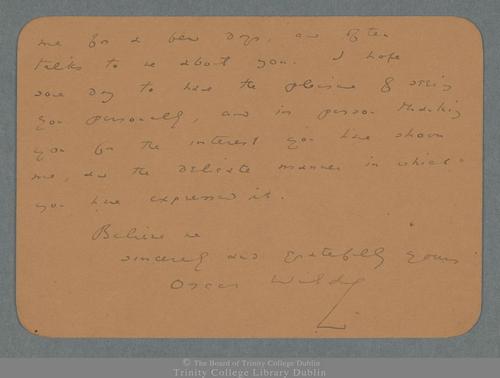 me for a few days, and often
talks to me about you. I hope
some day to have the pleasure of seeing
you personally, and in person thanking
you for the interest you have shown
me, and the delicate manner in which
you have expressed it.
Believe me
sincerely and gratefully yours
Oscar Wilde
© The Board of Trinity College Dublin
Trinity College Library Dublin